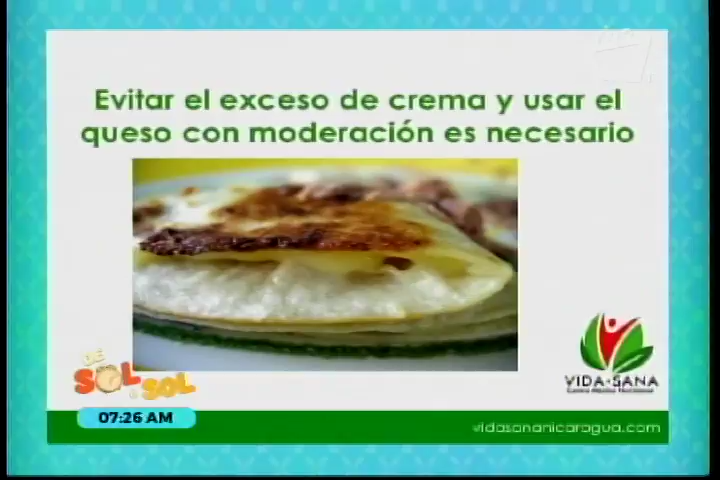 Evitar el exceso de crema y usar el
queso con moderación es necesario
VIDA SANA
DE
SOL
a SOL
07:26 AM
vidasananicaragua.com